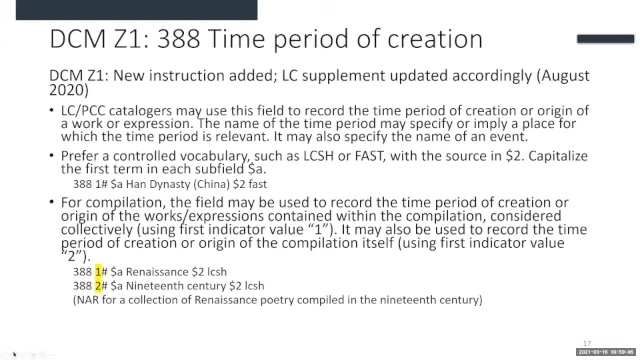 DCM Z1: 388 Time period of creation
DCM Z1: New instruction added; LC supplement updated accordingly (August
2020)
• LC/PCC catalogers may use this field to record the time period of creation or origin of
a work or expression. The name of the time period may specify or imply a place for
which the time period is relevant. It may also specify the name of an event.
• Prefer a controlled vocabulary, such as LCSH or FAST, with the source in $2. Capitalize
the first term in each subfield $a.
388 1# $a Han Dynasty (China) $2 fast
• For compilation, the field may be used to record the time period of creation or
origin of the works/expressions contained within the compilation, considered
collectively (using first indicator value “1”). It may also be used to record the time
period of creation or origin of the compilation itself (using first indicator value
“2”).
388 1# $a Renaissance $2 lcsh
388 2# $a Nineteenth century $2 lcsh
(NAR for a collection of Renaissance poetry compiled in the nineteenth century)
17
2021-03-16 10:59:46